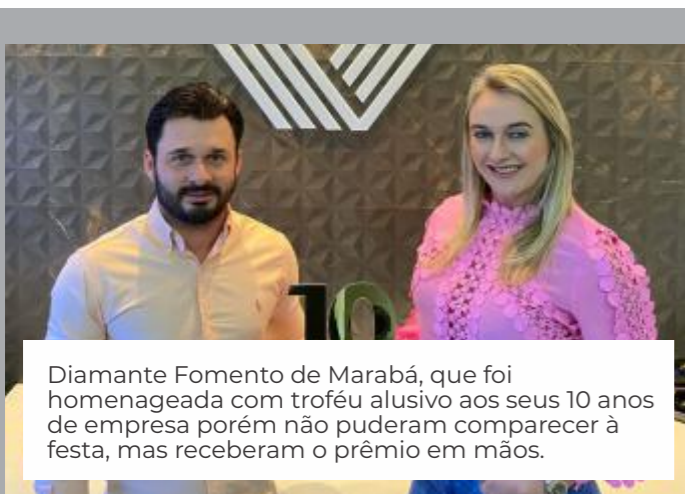 10
Diamante Fomento de Marabá, que foi
homenageada com troféu alusivo aos seus 10 anos
de empresa porém não puderam comparecer à
festa, mas receberam o prêmio em mãos.